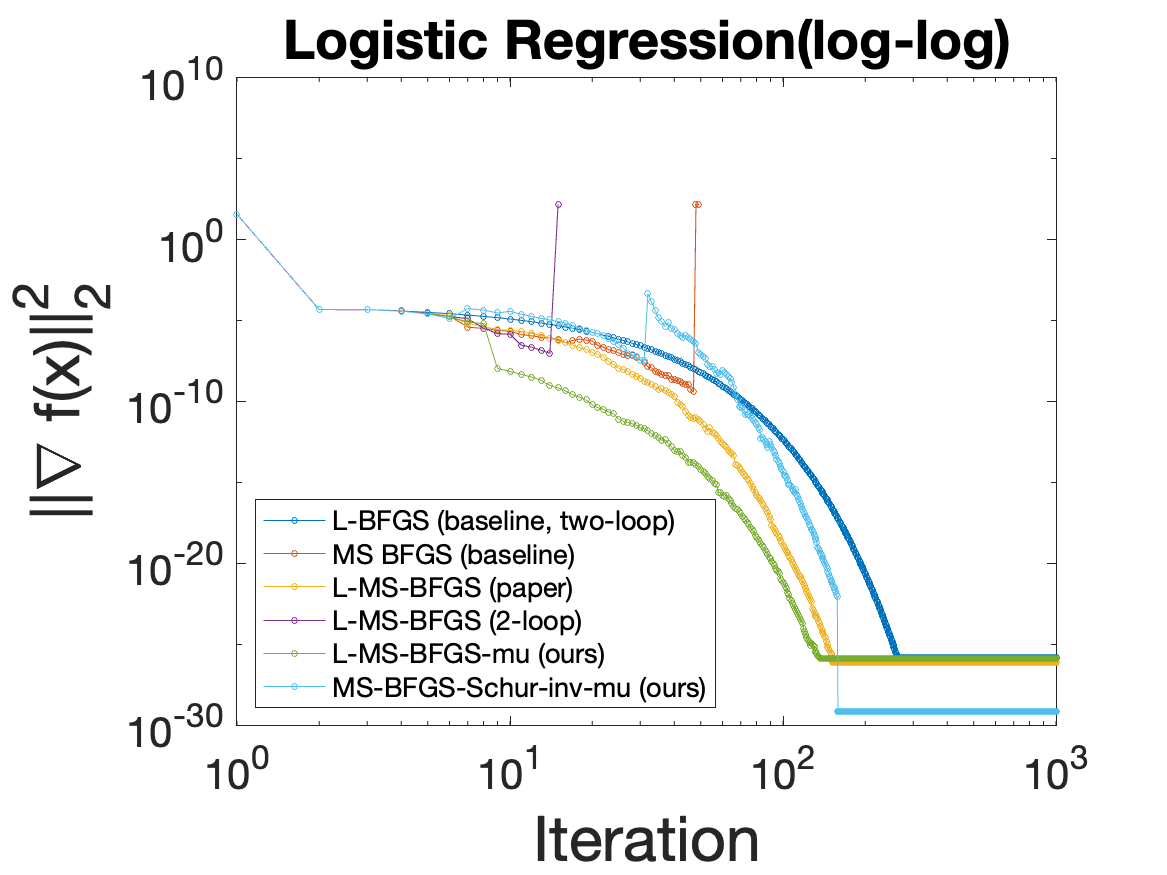 Logistic Regression(log-log)
10^10
10^0
10^-10
10^-20
10^-30
||∇ f(x)||_2^2
L-BFGS (baseline, two-loop)
MS BFGS (baseline)
L-MS-BFGS (paper)
L-MS-BFGS (2-loop)
L-MS-BFGS-mu (ours)
MS-BFGS-Schur-inv-mu (ours)
10^0 10^1 10^2 10^3
Iteration